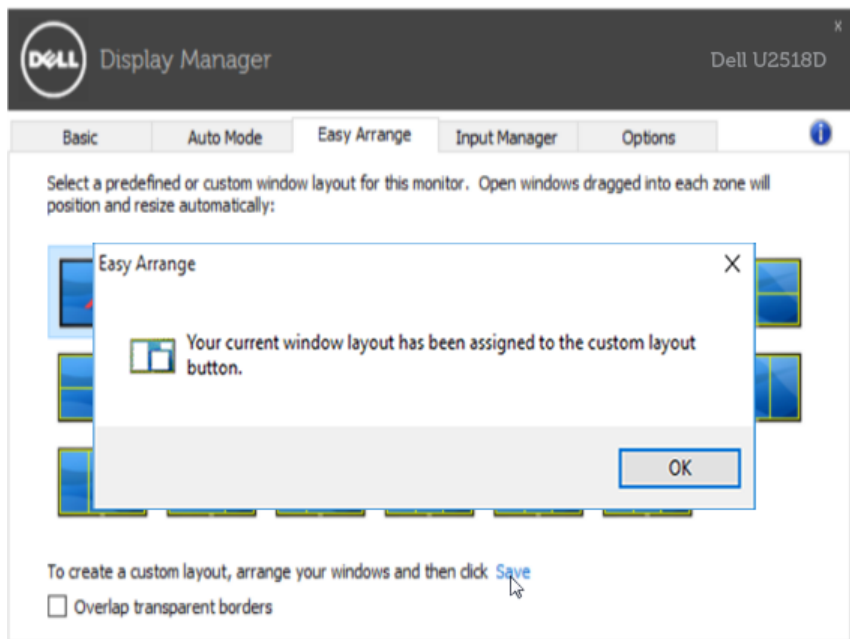 DELL
Display Manager
x
Dell U2518D
Basic
Auto Mode
Easy Arrange
Input Manager
Options
i
Select a predefined or custom window layout for this monitor. Open windows dragged into each zone will
position and resize automatically:
Easy Arrange
Your current window layout has been assigned to the custom layout
button.
OK
To create a custom layout, arrange your windows and then click Save
Overlap transparent borders